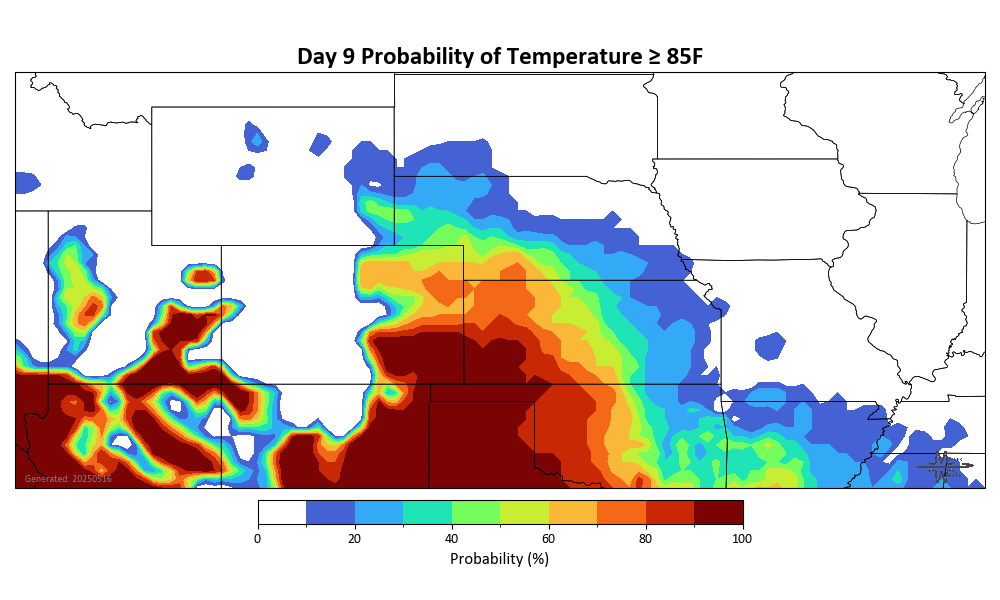 Day 9 Probability of Temperature ≥ 85F
Generated: 20250516
0 20 40 60 80 100
Probability (%)